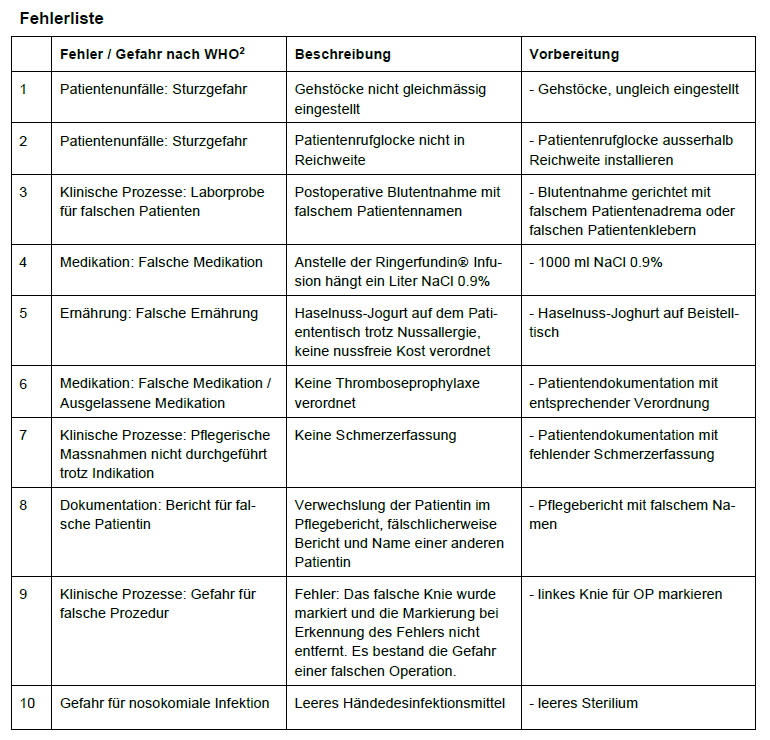 Fehlerliste
Fehler / Gefahr nach WHO²
Beschreibung
Vorbereitung
1
Patientenunfälle: Sturzgefahr
Gehstöcke nicht gleichmässig
eingestellt
- Gehstöcke, ungleich eingestellt
2
Patientenunfälle: Sturzgefahr
Patientenrufglocke nicht in
Reichweite
- Patientenrufglocke ausserhalb
Reichweite installieren
3
Klinische Prozesse: Laborprobe
für falschen Patienten
Postoperative Blutentnahme mit
falschem Patientennamen
- Blutentnahme gerichtet mit
falschem Patientenadrema oder
falschen Patientenklebern
4
Medikation: Falsche Medikation
Anstelle der Ringerfundin® Infu-
sion hängt ein Liter NaCl 0.9%
- 1000 ml NaCl 0.9%
5
Ernährung: Falsche Ernährung
Haselnuss-Jogurt auf dem Pati-
ententisch trotz Nussallergie,
keine nussfreie Kost verordnet
- Haselnuss-Joghurt auf Beistell-
tisch
6
Medikation: Falsche Medikation /
Ausgelassene Medikation
Keine Thromboseprophylaxe
verordnet
- Patientendokumentation mit
entsprechender Verordnung
7
Klinische Prozesse: Pflegerische
Massnahmen nicht durchgeführt
trotz Indikation
Keine Schmerzerfassung
- Patientendokumentation mit
fehlender Schmerzerfassung
8
Dokumentation: Bericht für fal-
sche Patientin
Verwechslung der Patientin im
Pflegebericht, fälschlicherweise
Bericht und Name einer anderen
Patientin
- Pflegebericht mit falschem Na-
men
9
Klinische Prozesse: Gefahr für
falsche Prozedur
Fehler: Das falsche Knie wurde
markiert und die Markierung bei
Erkennung des Fehlers nicht
entfernt. Es bestand die Gefahr
einer falschen Operation.
- linkes Knie für OP markieren
10
Gefahr für nosokomiale Infektion
Leeres Händedesinfektionsmittel
- leeres Sterilium